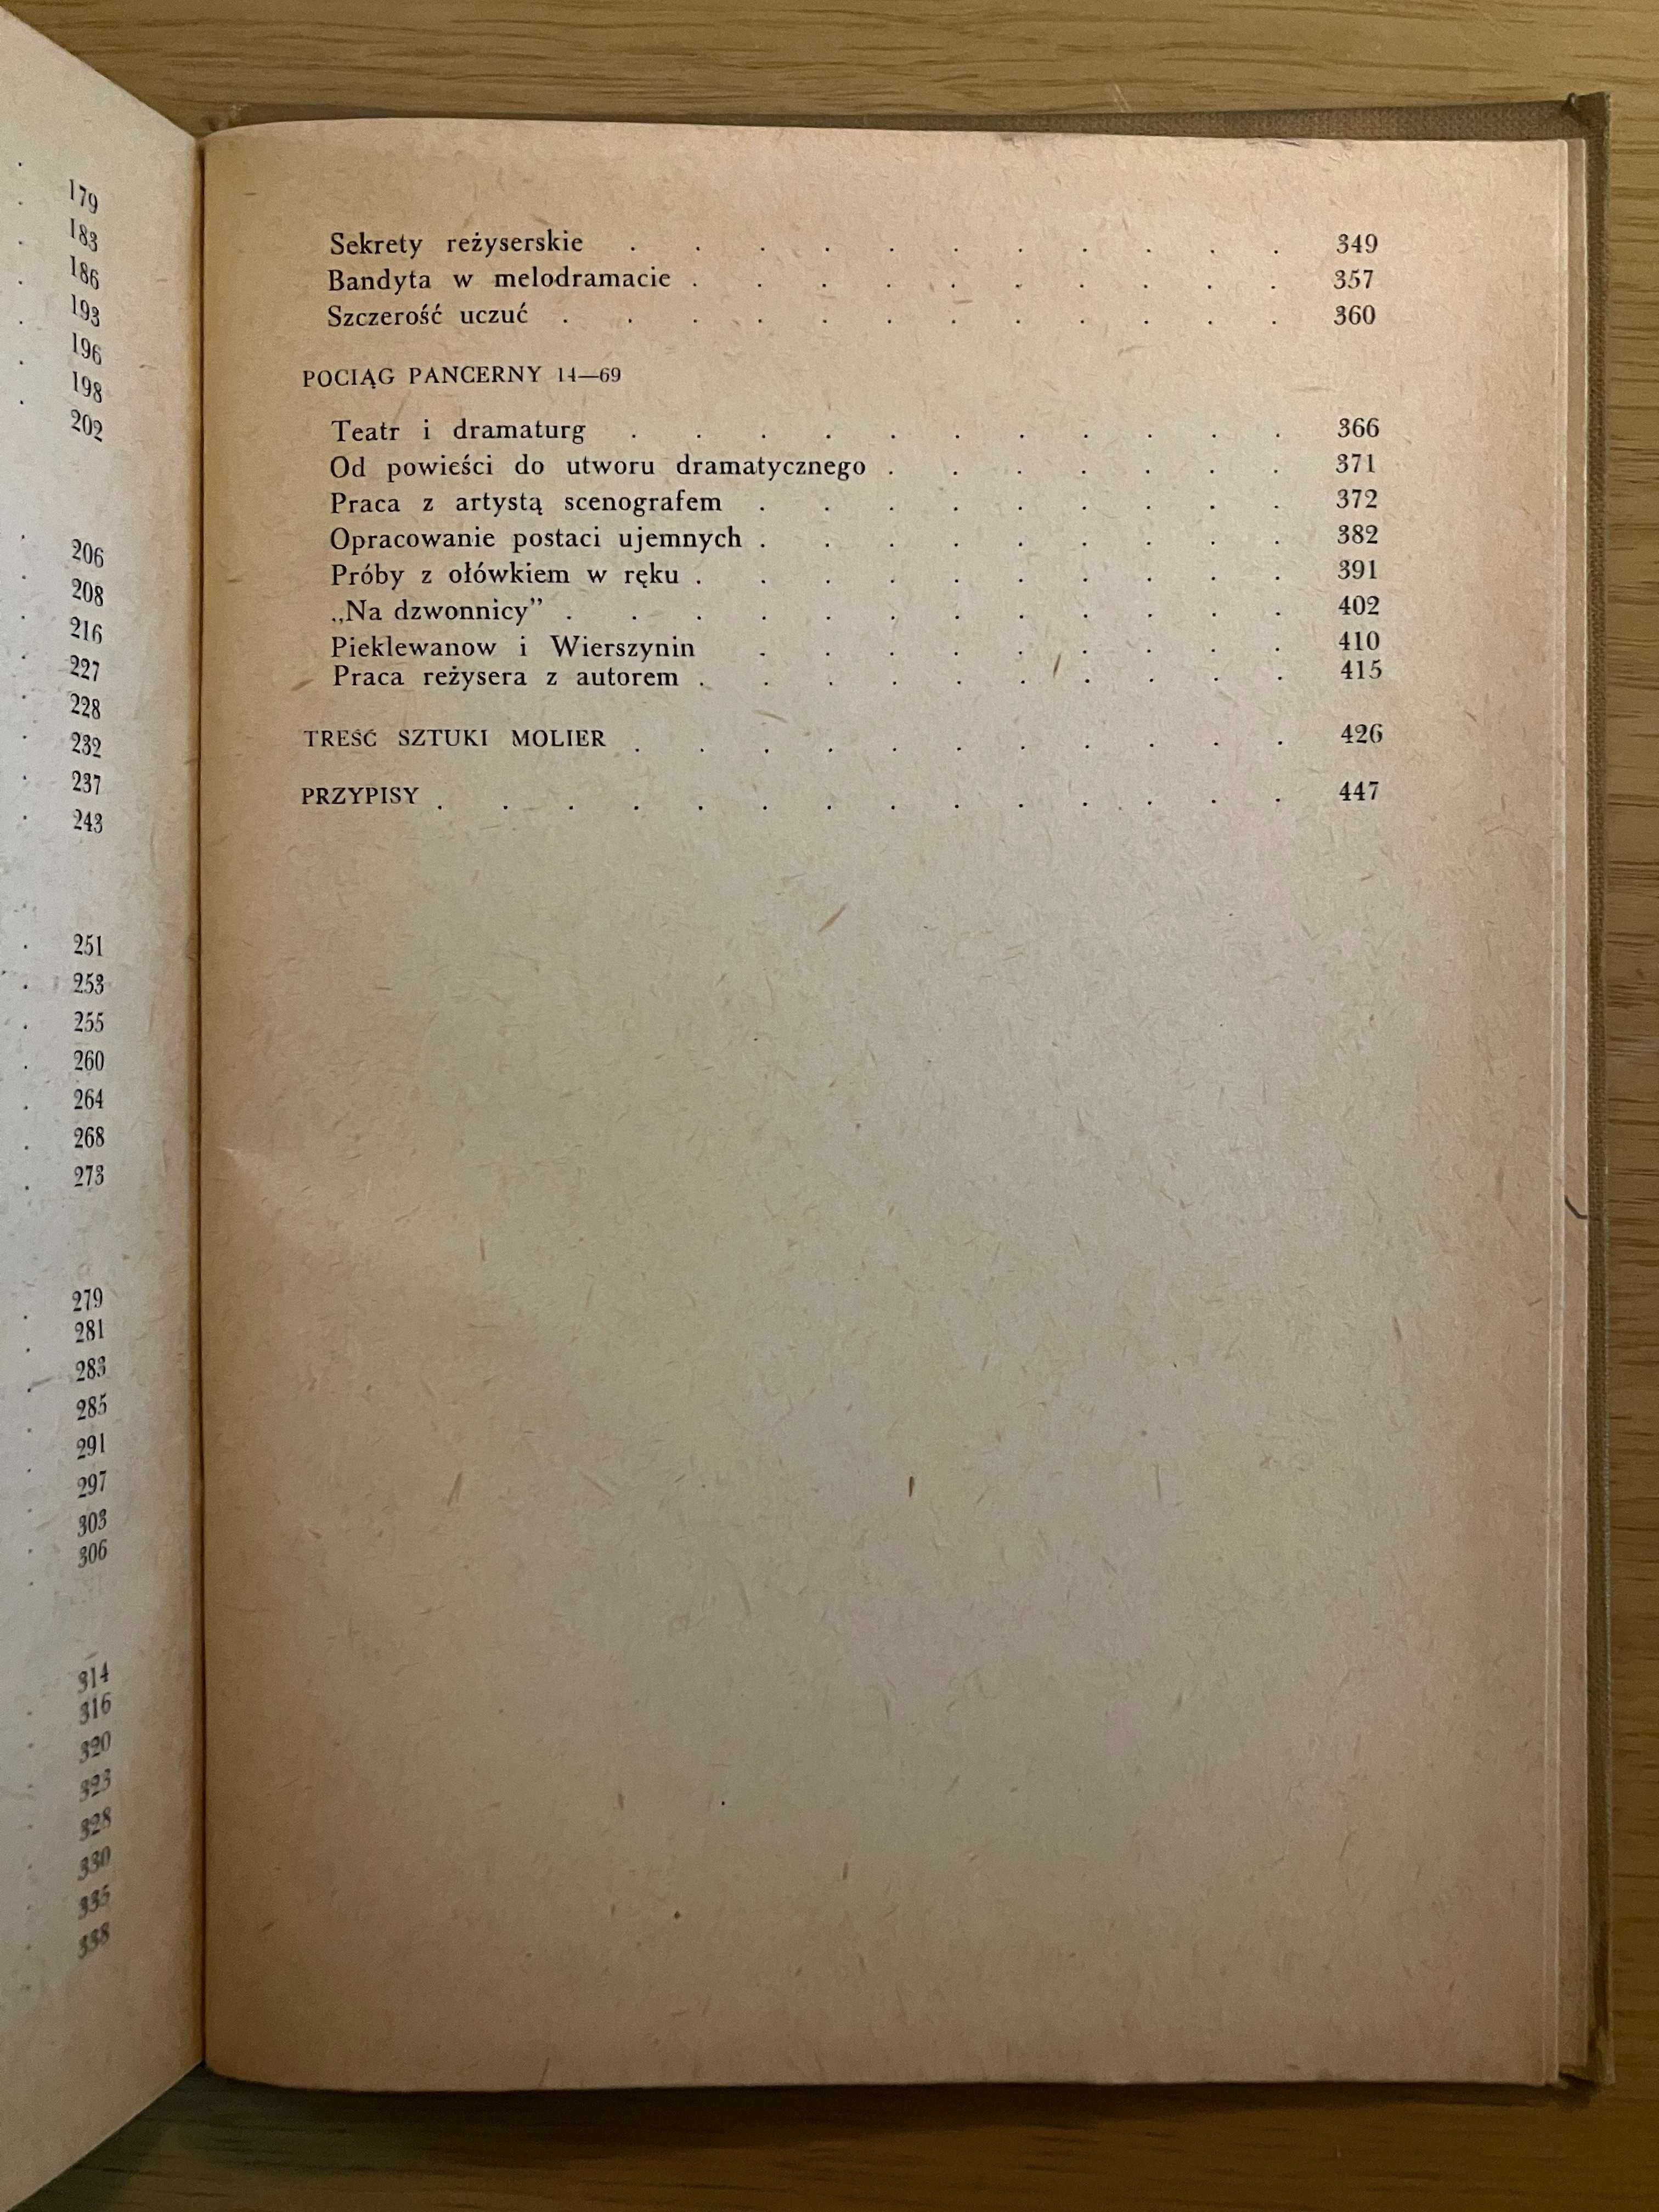 179
183
186
193
196
198
202
206
208
216
227
228
232
237
243
251
253
255
260
264
268
273
279
281
283
285
291
297
303
306
314
316
320
323
328
330
335
338
Sekrety reżyserskie . . . . . . . . . . . 349
Bandyta w melodramacie . . . . . . . . . . 357
Szczerość uczuć . . . . . . . . . . . . 360
POCIĄG PANCERNY 14—69
Teatr i dramaturg . . . . . . . . . . . 366
Od powieści do utworu dramatycznego . . . . . . . 371
Praca z artystą scenografem . . . . . . . . . 372
Opracowanie postaci ujemnych . . . . . . . . . 382
Próby z ołówkiem w ręku . . . . . . . . . . 391
„Na dzwonnicy” . . . . . . . . . . . . 402
Pieklewanow i Wierszynin . . . . . . . . . 410
Praca reżysera z autorem . . . . . . . . . . 415
TREŚĆ SZTUKI MOLIER . . . . . . . . . . . 426
PRZYPISY . . . . . . . . . . . . . . 447